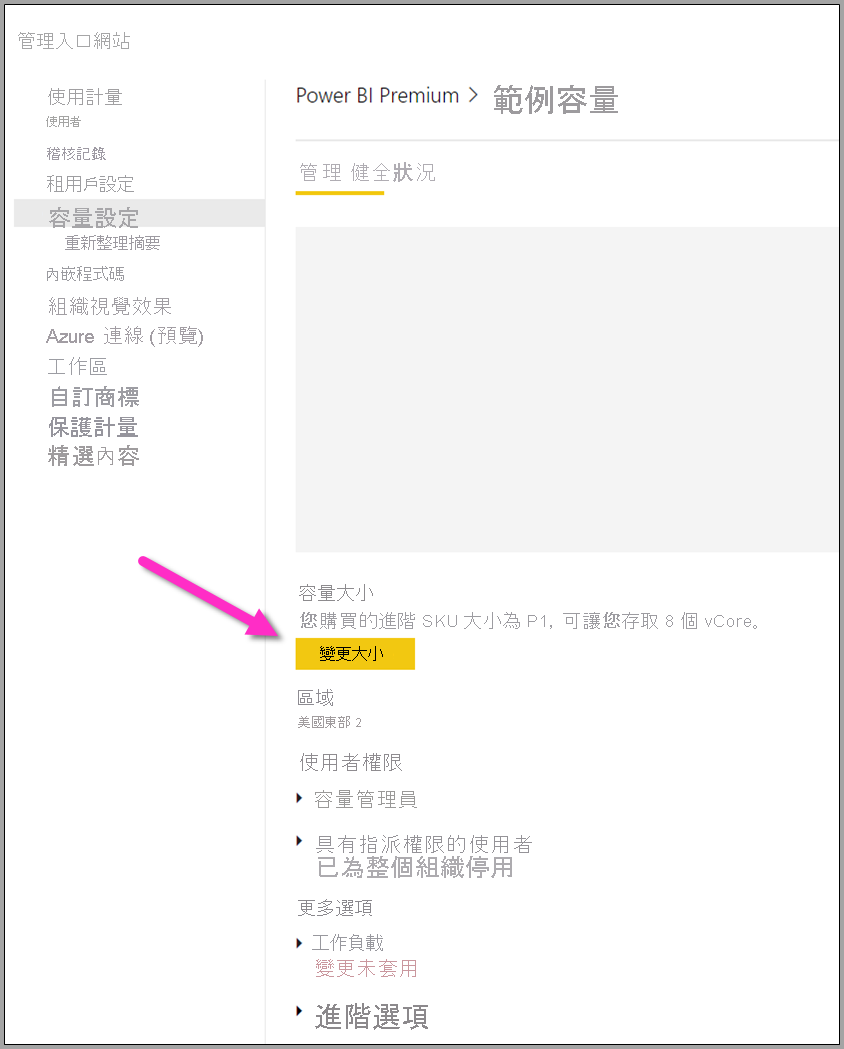 管理入口網站
使用計量
使用者
稽核記錄
租用戶設定
容量設定
重新整理摘要
內嵌程式碼
組織視覺效果
Azure 連線 (預覽)
工作區
自訂商標
保護計量
精選內容
Power BI Premium > 範例容量
管理 健全狀況
容量大小
您購買的進階 SKU 大小為 P1, 可讓您存取 8 個 vCore。
變更大小
區域
美國東部 2
使用者權限
容量管理員
具有指派權限的使用者
已為整個組織停用
更多選項
工作負載
變更未套用
進階選項